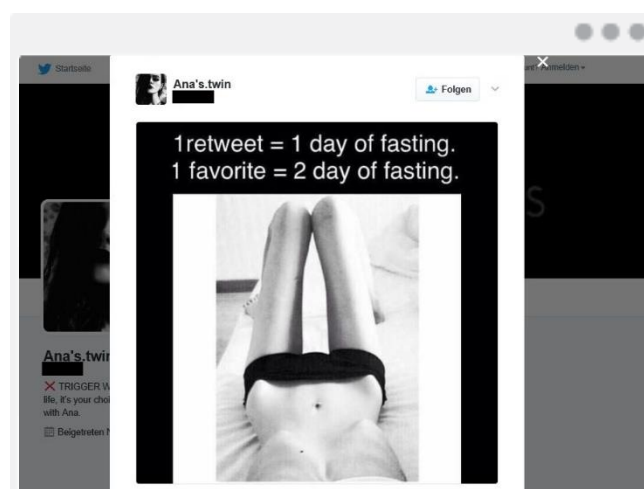 Startseite
Anmelden
Ana's.twin
Folgen
1retweet = 1 day of fasting.
1 favorite = 2 day of fasting.
S
Ana's.twin
TRIGGER W
life, it's your choi
with Ana.
Beigetreten